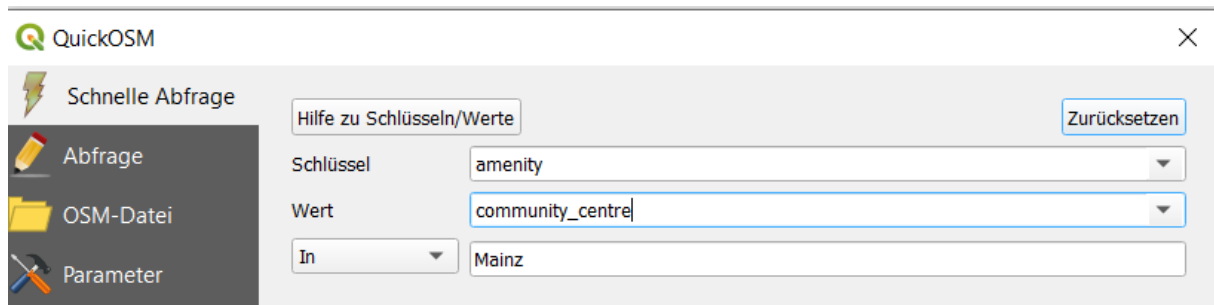 QuickOSM
Schnelle Abfrage
Abfrage
OSM-Datei
Parameter
Hilfe zu Schlüsseln/Werte
Zurücksetzen
Schlüssel
amenity
Wert
community_centre
In
Mainz